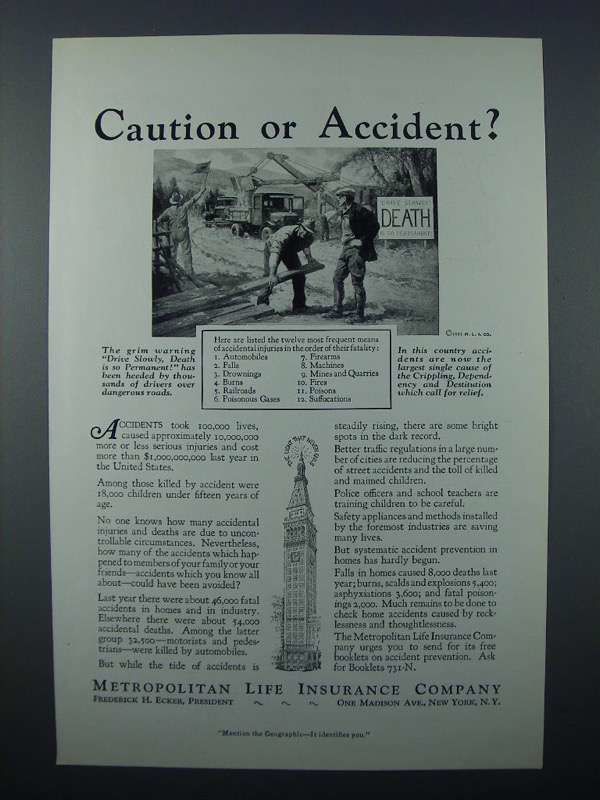 Caution or Accident?
DRIVE SLOWLY
DEATH
IS SO PERMANENT!
©1931 M. L. I. CO.
The grim warning
"Drive Slowly, Death
is so Permanent!" has
been heeded by thou-
sands of drivers over
dangerous roads.
Here are listed the twelve most frequent means
of accidental injuries in the order of their fatality:
1. Automobiles
2. Falls
3. Drownings
4. Burns
5. Railroads
6. Poisonous Gases
7. Firearms
8. Machines
9. Mines and Quarries
10. Fires
11. Poisons
12. Suffocations
In this country acci-
dents are now the
largest single cause of
the Crippling, Depend-
ency and Destitution
which call for relief.
ACCIDENTS took 100,000 lives,
caused approximately 10,000,000
more or less serious injuries and cost
more than $1,000,000,000 last year in
the United States.
Among those killed by accident were
18,000 children under fifteen years of
age.
No one knows how many accidental
injuries and deaths are due to uncon-
trollable circumstances. Nevertheless,
how many of the accidents which hap-
pened to members of your family or your
friends—accidents which you know all
about—could have been avoided?
Last year there were about 46,000 fatal
accidents in homes and in industry.
Elsewhere there were about 54,000
accidental deaths. Among the latter
group 32,500—motorists and pedes-
trians—were killed by automobiles.
But while the tide of accidents is
THE LIGHT THAT NEVER FAILS
steadily rising, there are some bright
spots in the dark record.
Better traffic regulations in a large num-
ber of cities are reducing the percentage
of street accidents and the toll of killed
and maimed children.
Police officers and school teachers are
training children to be careful.
Safety appliances and methods installed
by the foremost industries are saving
many lives.
But systematic accident prevention in
homes has hardly begun.
Falls in homes caused 8,000 deaths last
year; burns, scalds and explosions 5,400;
asphyxiations 3,600; and fatal poison-
ings 2,000. Much remains to be done to
check home accidents caused by reck-
lessness and thoughtlessness.
The Metropolitan Life Insurance Com-
pany urges you to send for its free
booklets on accident prevention. Ask
for Booklets 731-N.
METROPOLITAN LIFE INSURANCE COMPANY
FREDERICK H. ECKER, PRESIDENT ~ ~ ~ ONE MADISON AVE., NEW YORK, N. Y.
"Mention the Geographic—It identifies you."